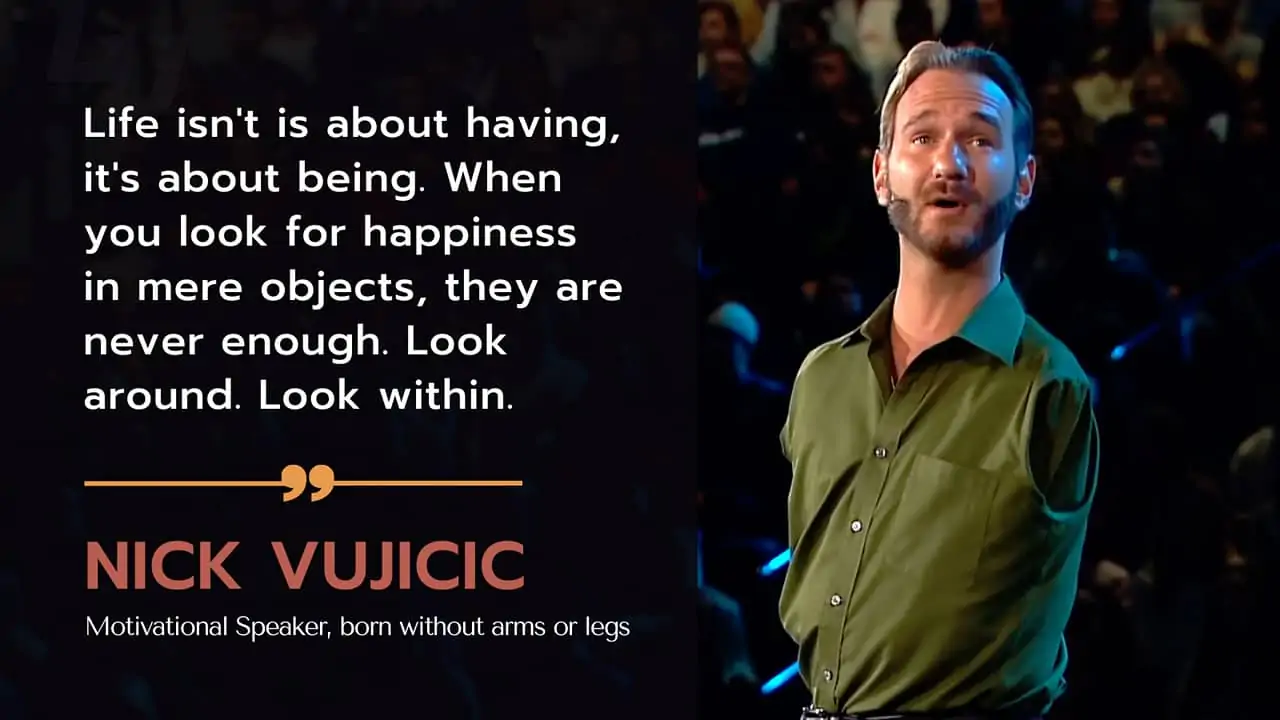 Life isn't is about having,
it's about being. When
you look for happiness
in mere objects, they are
never enough. Look
around. Look within.
NICK VUJICIC
Motivational Speaker, born without arms or legs